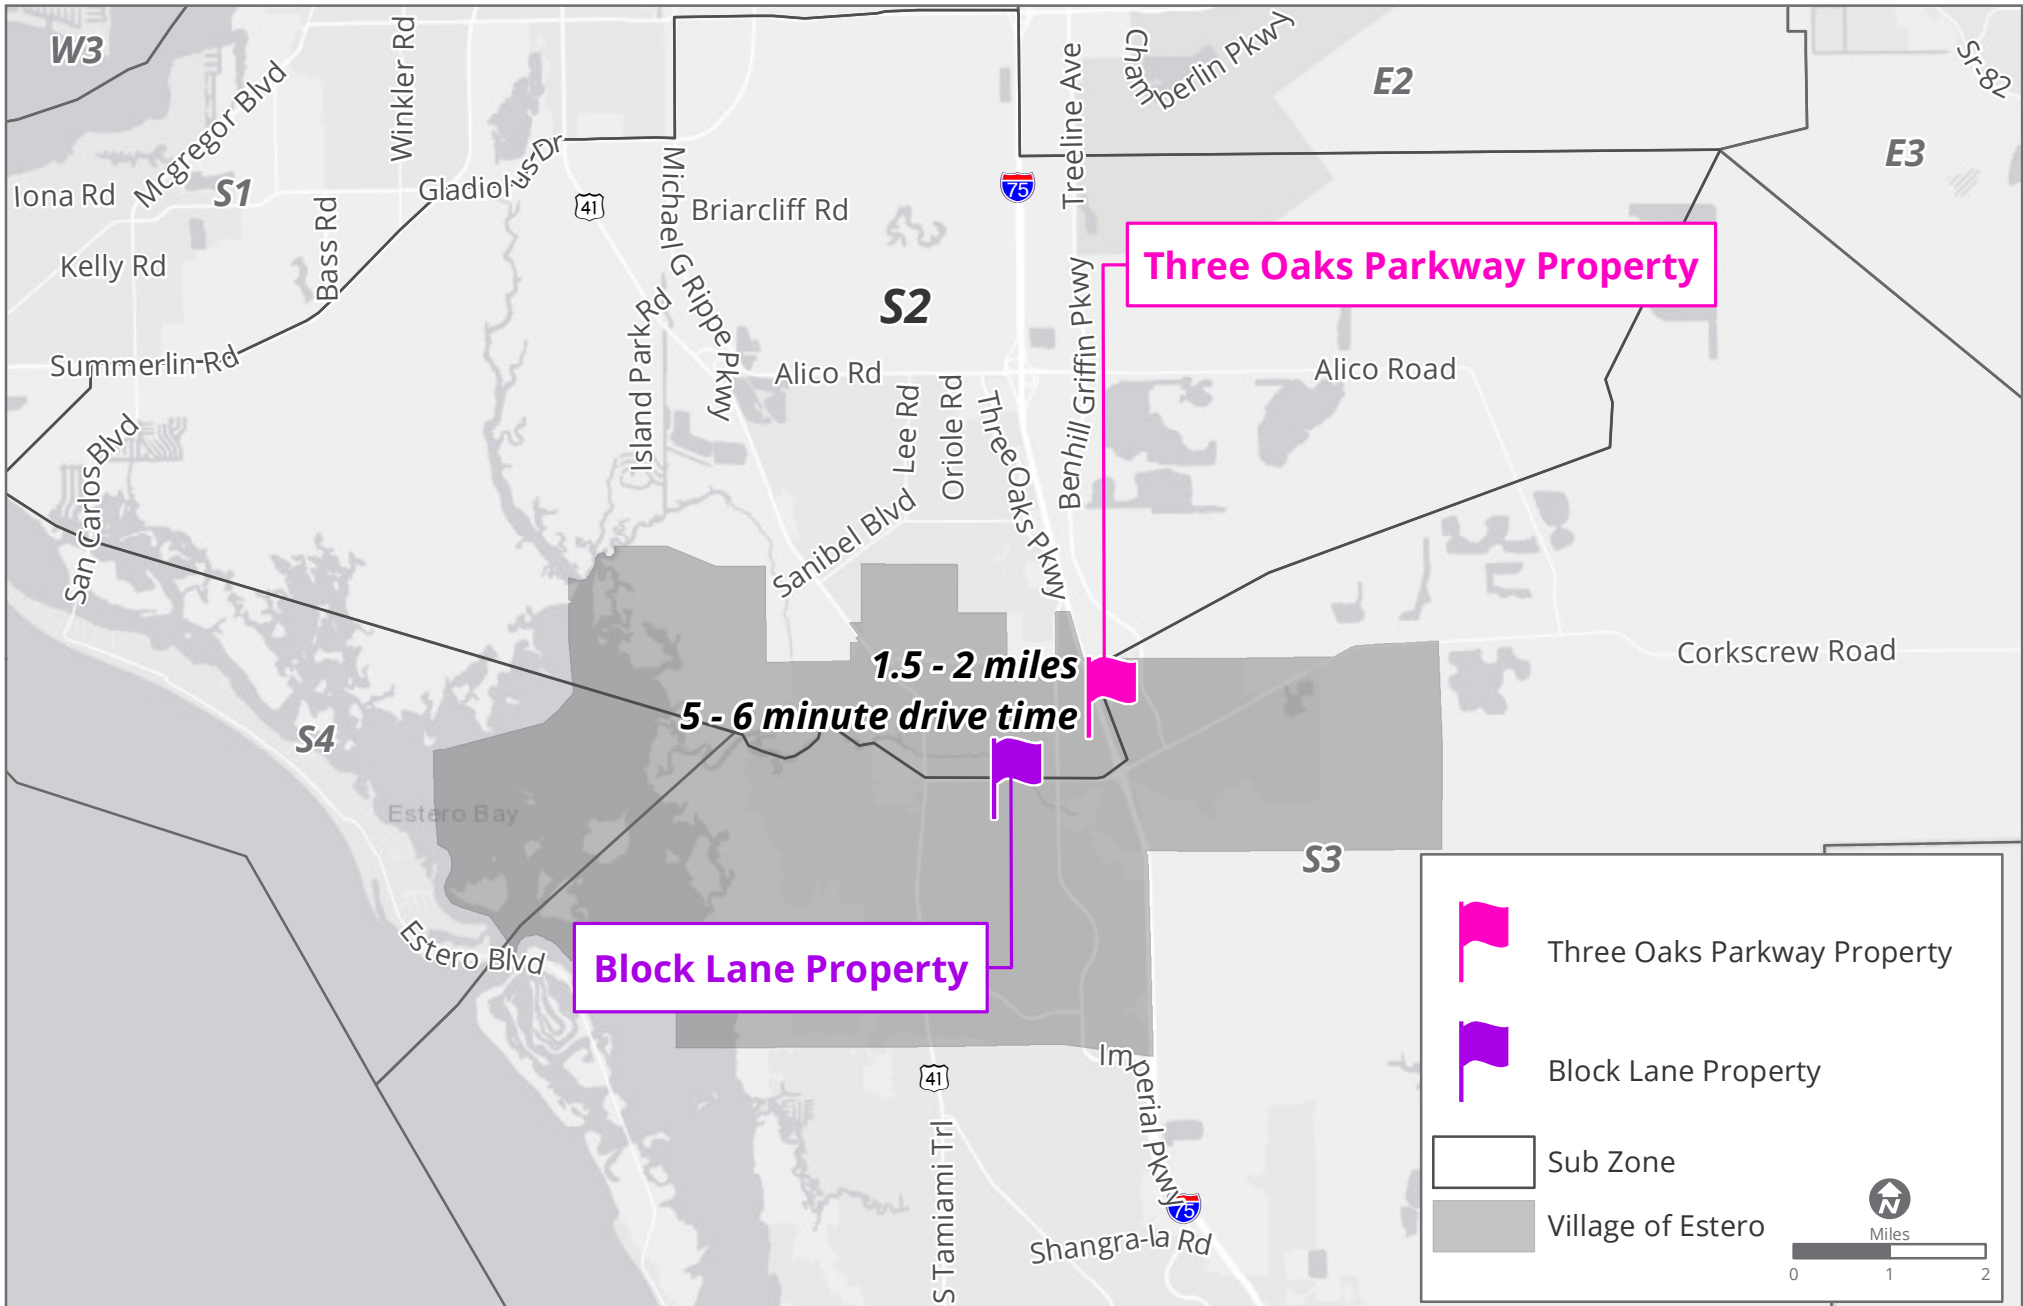 W3
Mcgregor Blvd
Winkler Rd
Treeline Ave
Cham
berlin Pkwy
E2
Sr-82
E3
Iona Rd
S1
Bass Rd
Gladiolus Dr
41
Michael G Rippe Pkwy
Briarcliff Rd
75
Kelly Rd
Three Oaks Parkway Property
S2
Island Park Rd
Benhill Griffin Pkwy
Summerlin Rd
Alico Rd
Alico Road
Lee Rd
Oriole Rd
Three Oaks Pkwy
San Carlos Blvd
Sanibel Blvd
1.5 - 2 miles
5 - 6 minute drive time
Corkscrew Road
S4
Estero Bay
S3
Estero Blvd
Block Lane Property
Imperial Pkwy
41
S Tamiami Trl
75
Shangra-la Rd
Three Oaks Parkway Property
Block Lane Property
Sub Zone
Village of Estero
N
Miles
0 1 2